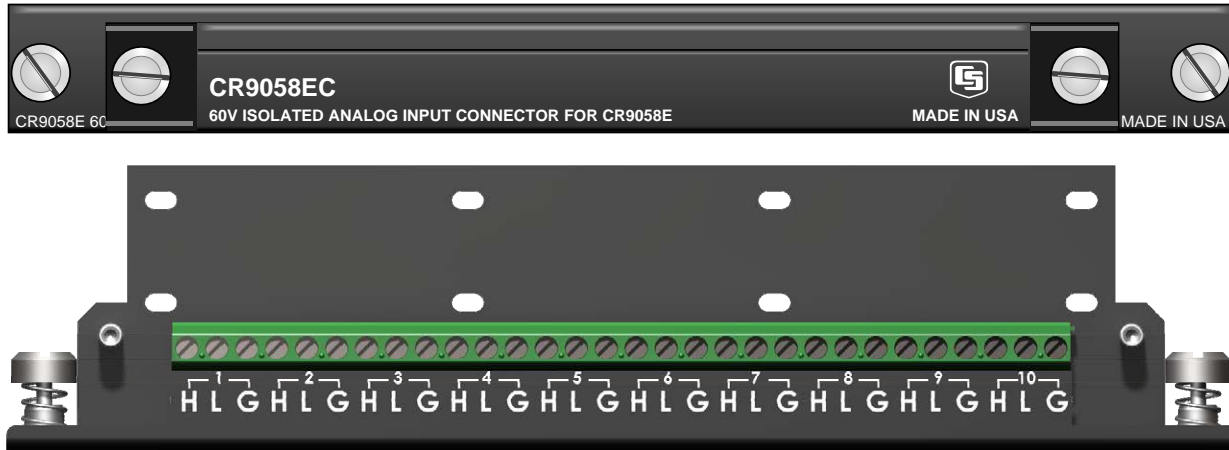 CR9058EC
60V ISOLATED ANALOG INPUT CONNECTOR FOR CR9058E
MADE IN USA
CR9058E 60
MADE IN USA
1 2 3 4 5 6 7 8 9 10
H L G H L G H L G H L G H L G H L G H L G H L G H L G H L G